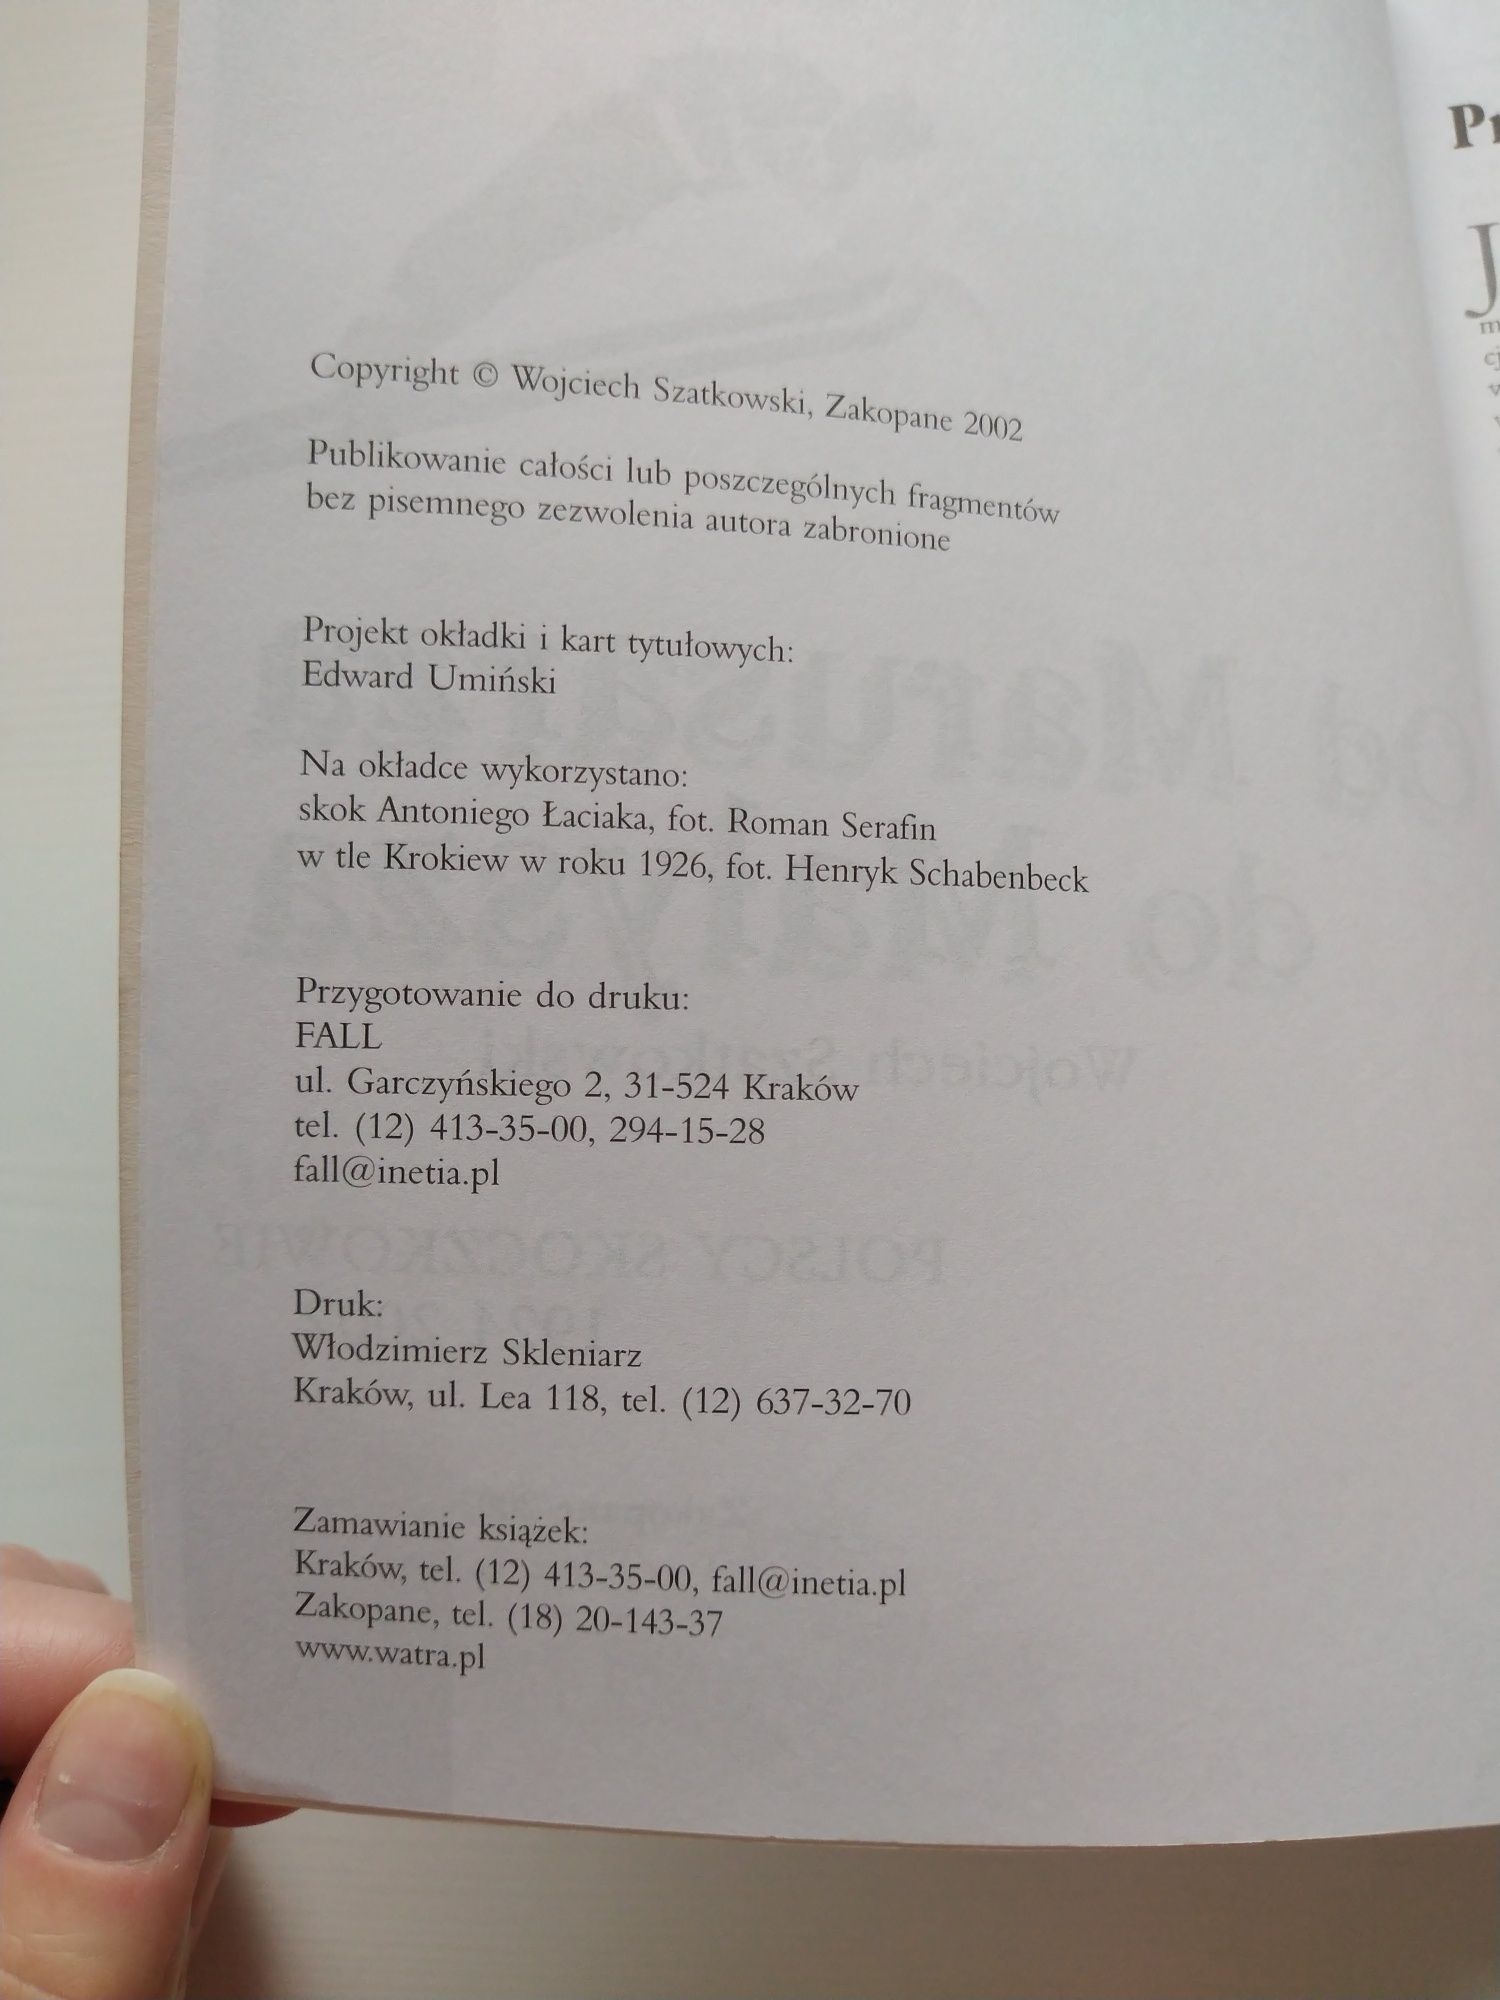 Copyright © Wojciech Szatkowski, Zakopane 2002
Publikowanie całości lub poszczególnych fragmentów
bez pisemnego zezwolenia autora zabronione
Projekt okładki i kart tytułowych:
Edward Umiński
Na okładce wykorzystano:
skok Antoniego Łaciaka, fot. Roman Serafin
w tle Krokiew w roku 1926, fot. Henryk Schabenbeck
Przygotowanie do druku:
FALL
ul. Garczyńskiego 2, 31-524 Kraków
tel. (12) 413-35-00, 294-15-28
fall@inetia.pl
Druk:
Włodzimierz Skleniarz
Kraków, ul. Lea 118, tel. (12) 637-32-70
Zamawianie książek:
Kraków, tel. (12) 413-35-00, fall@inetia.pl
Zakopane, tel. (18) 20-143-37
www.watra.pl